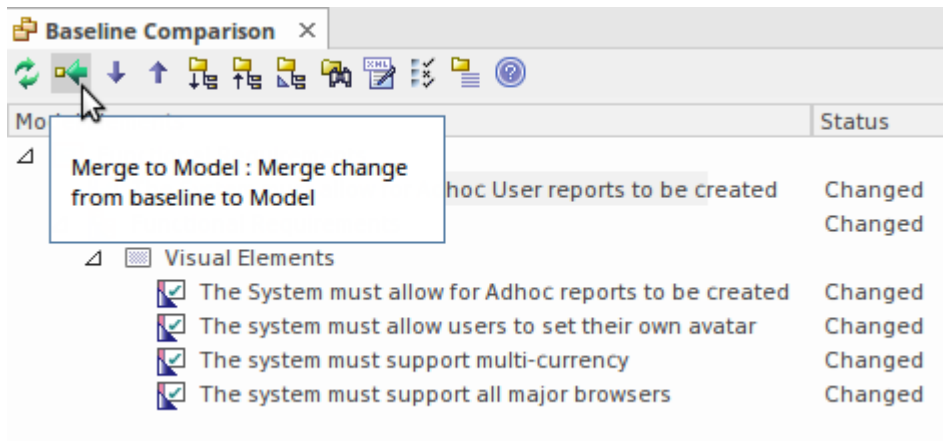 Baseline Comparison
Mo
Status
Merge to Model : Merge change
from baseline to Model
hoc User reports to be created Changed
Changed
Visual Elements
The System must allow for Adhoc reports to be created Changed
The system must allow users to set their own avatar Changed
The system must support multi-currency Changed
The system must support all major browsers Changed